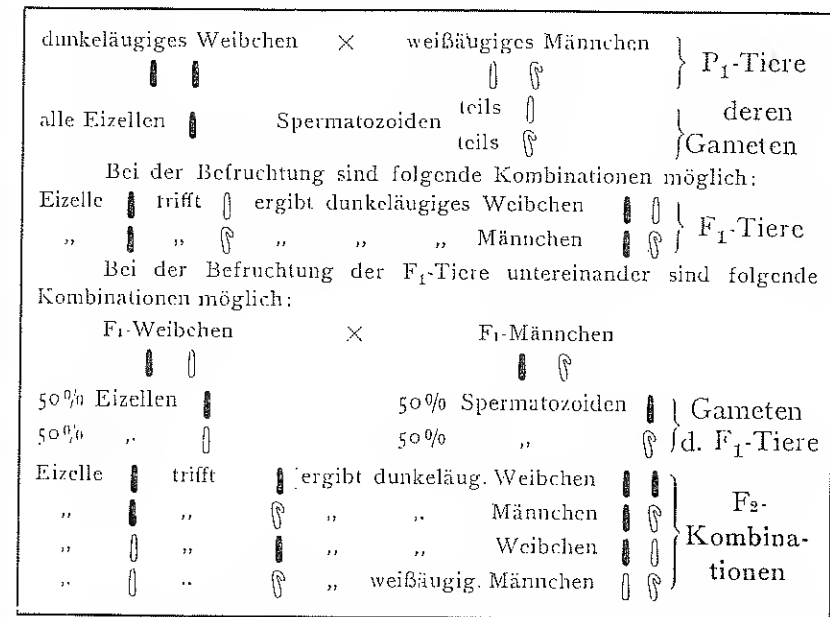 dunkeläugiges Weibchen × weißäugiges Männchen } P₁-Tiere
alle Eizellen Spermatozoiden teils
teils } deren Gameten
Bei der Befruchtung sind folgende Kombinationen möglich:
Eizelle trifft ergibt dunkeläugiges Weibchen
„ „ „ „ „ Männchen } F₁-Tiere
Bei der Befruchtung der F₁-Tiere untereinander sind folgende
Kombinationen möglich:
F₁-Weibchen × F₁-Männchen
50% Eizellen 50% Spermatozoiden } Gameten
50% „ 50% „ d. F₁-Tiere
Eizelle trifft ergibt dunkeläug. Weibchen
„ „ „ „ Männchen } F₂-
„ „ „ „ Weibchen Kombina-
„ „ „ weißäugig. Männchen tionen